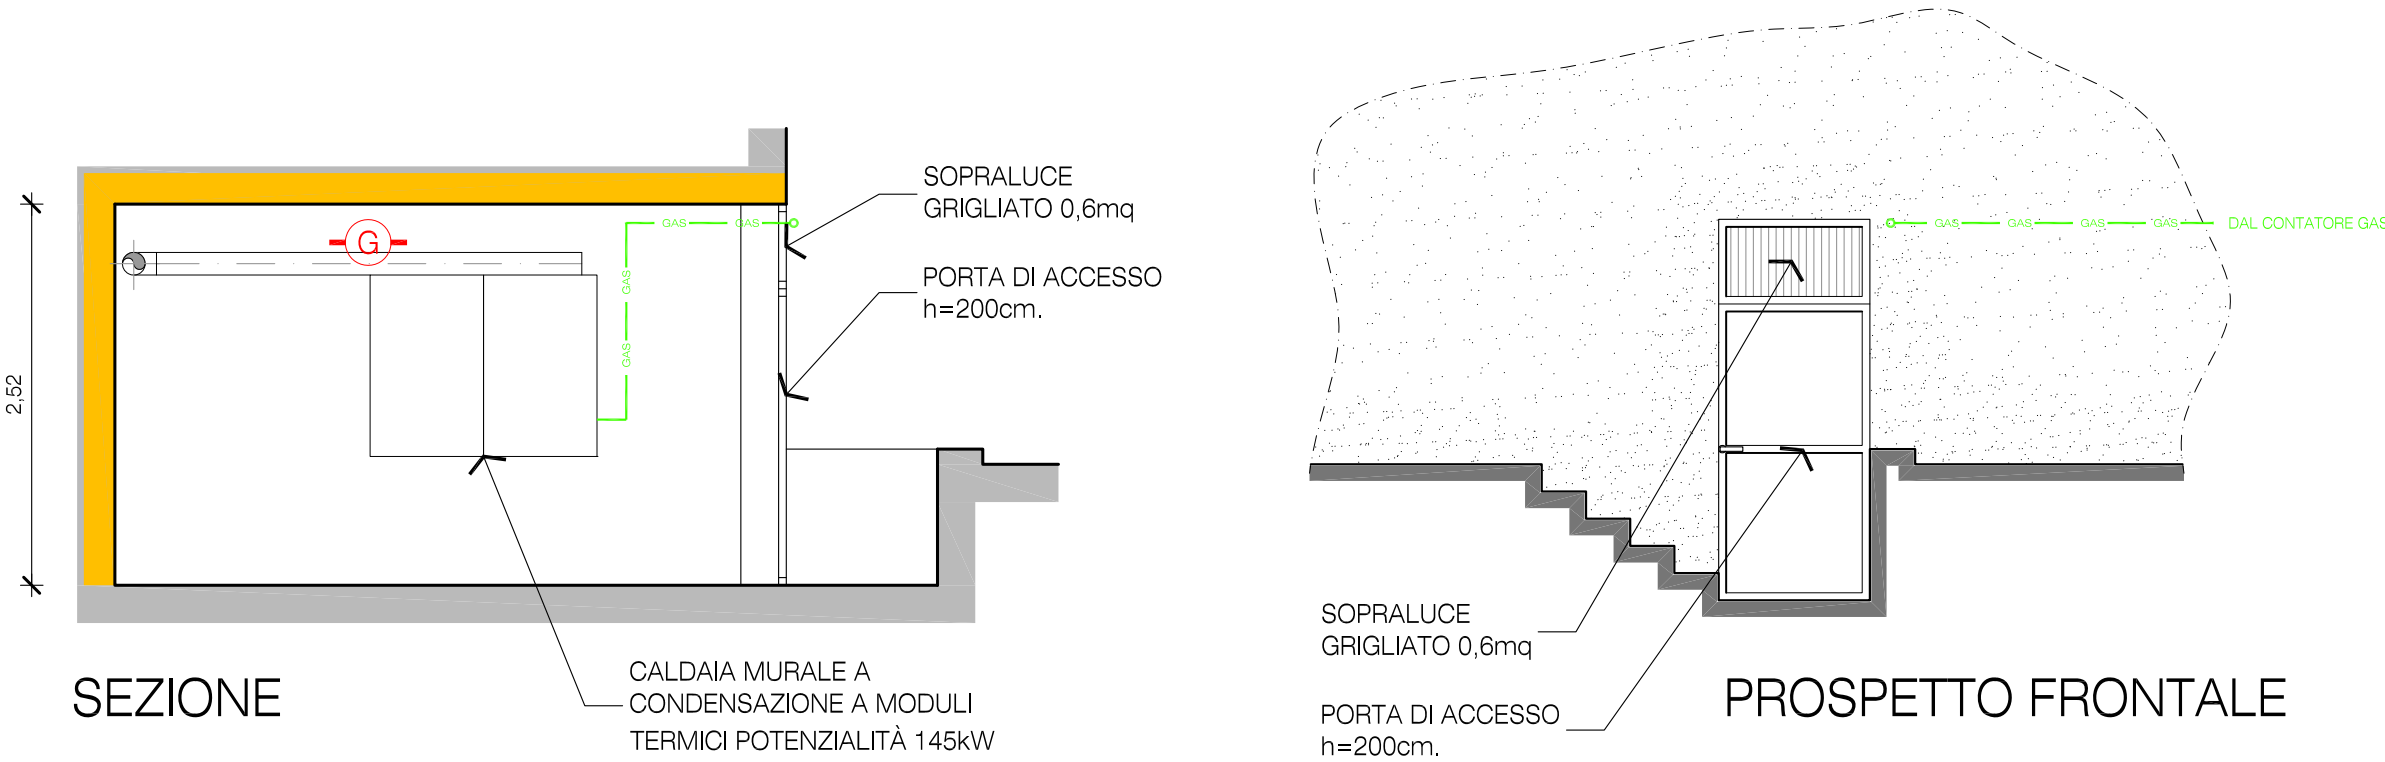 SOPRALUCE
GRIGLIATO 0,6mq
GAS
GAS
G
GAS
GAS
PORTA DI ACCESSO
h=200cm.
2,52
CALDAIA MURALE A
CONDENSAZIONE A MODULI
TERMICI POTENZIALITÀ 145kW
SEZIONE
GAS
GAS
GAS
GAS
DAL CONTATORE GAS
SOPRALUCE
GRIGLIATO 0,6mq
PORTA DI ACCESSO
h=200cm.
PROSPETTO FRONTALE